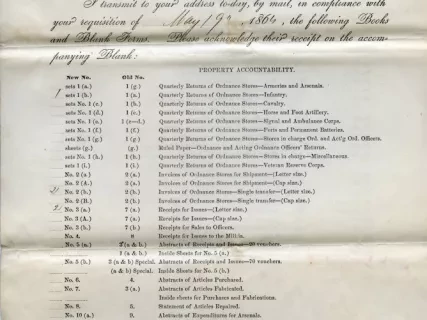 I transmit to your address to-day, by mail, in compliance with
your requisition of May 19th 1864, the following Books
and Blank Forms. Please acknowledge their receipt on the accom-
panying Blank:
PROPERTY ACCOUNTABILITY.
New No. Old No.
1 sets 1 (a.) 1 (g.) Quarterly Returns of Ordnance Stores—Armories and Arsenals.
sets 1 (b.) 1 (a.) Quarterly Returns of Ordnance Stores—Infantry.
sets No. 1 (c.) 1 (b.) Quarterly Returns of Ordnance Stores—Cavalry.
sets No. 1 (d.) 1 (c.) Quarterly Returns of Ordnance Stores—Horse and Foot Artillery.
sets No. 1 (e.) 1 (c—d.) Quarterly Returns of Ordnance Stores—Signal and Ambulance Corps.
sets No. 1 (f.) 1 (f.) Quarterly Returns of Ordnance Stores—Posts and Permanent Batteries.
sets No. 1 (g.) 1 (g.) Quarterly Returns of Ordnance Stores—Stores in charge Ord. and Act'g Ord. Officers.
sheets (g.) (g.) Ruled Paper—Ordnance and Acting Ordnance Officers' Returns.
sets No. 1 (h.) 1 (h.) Quarterly Returns of Ordnance Stores—Stores in charge—Miscellaneous.
sets 1 (i.) 1 (b.) Quarterly Returns of Ordnance Stores—Veteran Reserve Corps.
No. 2 (a.) 9 (a.) Invoices of Ordnance Stores for Shipment—(Letter size.)
No. 2 (A.) 2 (a.) Invoices of Ordnance Stores for Shipment—(Cap size.)
No. 2 (b.) 2 (b.) Invoices of Ordnance Stores—Single transfer—(Letter size.)
No. 2 (B.) 2 (b.) Invoices of Ordnance Stores—Single transfer—(Cap size.)
No. 3 (a.) 7 (a.) Receipts for Issues—(Letter size.)
No. 3 (A.) 7 (a.) Receipts for Issues—(Cap size.)
No. 3 (b.) 7 (b.) Receipts for Sales to Officers.
No. 4. 8 Receipts for Issues to the Militia.
No. 5 (a.) 2 (a & b.) Abstracts of Receipts and Issues—20 vouchers.
1 (a & b.) Inside Sheets for No. 5 (a.)
No. 5 (b.) 3 (a & b.) Special. Abstracts of Receipts and Issues—70 vouchers.
(a & b) Special. Inside Sheets for No. 5 (b.)
No. 6. 4. Abstracts of Articles Purchased.
No. 7. 3 (a.) Abstracts of Articles Fabricated.
Inside sheets for Purchases and Fabrications.
No. 8. 5. Statement of Articles Repaired.
No. 10 (a.) 9. Abstracts of Expenditures for Arsenals.